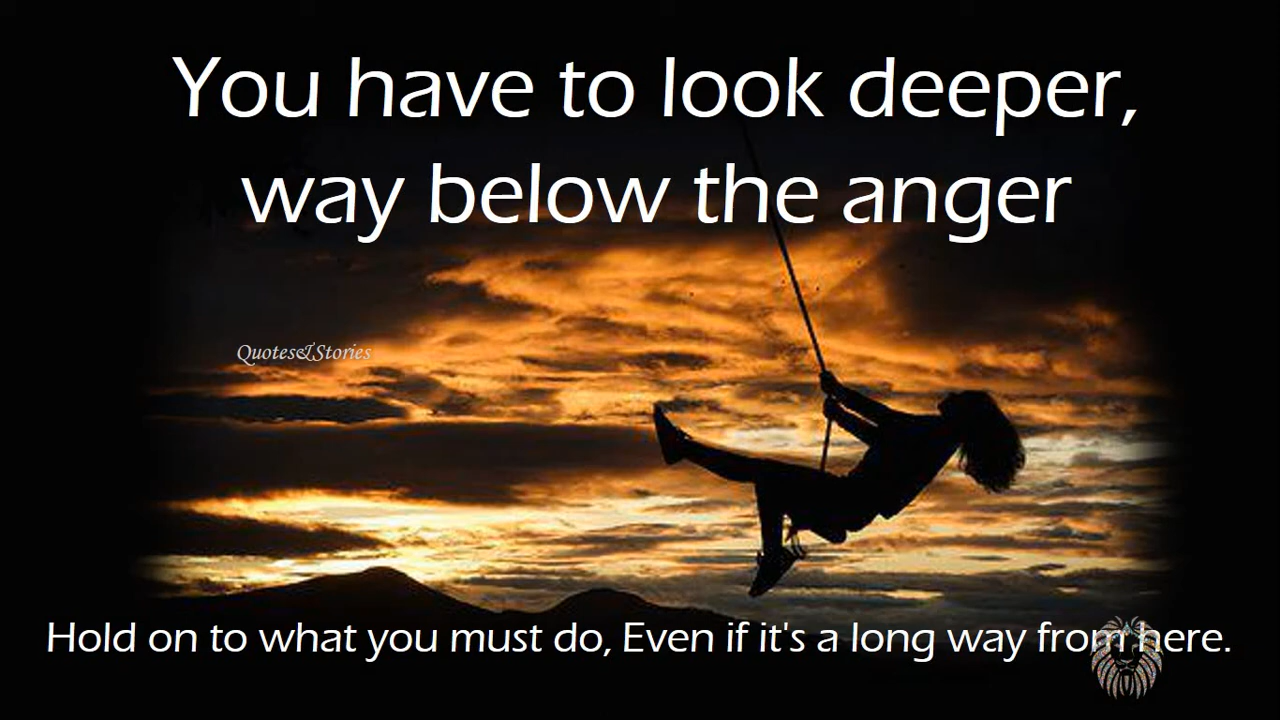 You have to look deeper,
way below the anger
Quotes&Stories
Hold on to what you must do, Even if it's a long way from here.